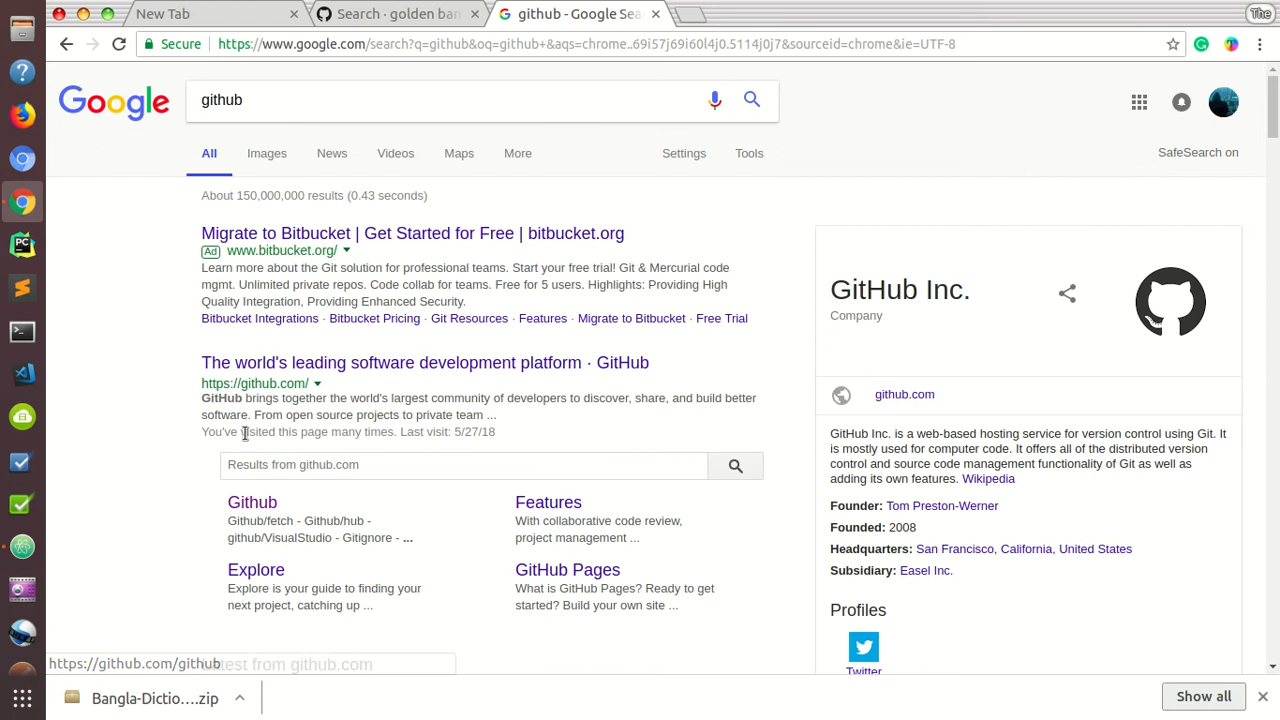 New Tab
Search · golden ban
github - Google Sea
The
Secure
https://www.google.com/search?q=github&oq=github+&aqs=chrome..69i57j69i60l4j0.5114j0j7&sourceid=chrome&ie=UTF-8
Google
github
All Images News Videos Maps More Settings Tools
SafeSearch on
About 150,000,000 results (0.43 seconds)
Migrate to Bitbucket | Get Started for Free | bitbucket.org
Ad www.bitbucket.org/
Learn more about the Git solution for professional teams. Start your free trial! Git & Mercurial code
mgmt. Unlimited private repos. Code collab for teams. Free for 5 users. Highlights: Providing High
Quality Integration, Providing Enhanced Security.
Bitbucket Integrations · Bitbucket Pricing · Git Resources · Features · Migrate to Bitbucket · Free Trial
The world's leading software development platform · GitHub
https://github.com/
GitHub brings together the world's largest community of developers to discover, share, and build better
software. From open source projects to private team ...
You've visited this page many times. Last visit: 5/27/18
Results from github.com
Github
Github/fetch - Github/hub -
github/VisualStudio - Gitignore - ...
Features
With collaborative code review,
project management ...
Explore
Explore is your guide to finding your
next project, catching up ...
GitHub Pages
What is GitHub Pages? Ready to get
started? Build your own site ...
GitHub Inc.
Company
github.com
GitHub Inc. is a web-based hosting service for version control using Git. It
is mostly used for computer code. It offers all of the distributed version
control and source code management functionality of Git as well as
adding its own features. Wikipedia
Founder: Tom Preston-Werner
Founded: 2008
Headquarters: San Francisco, California, United States
Subsidiary: Easel Inc.
Profiles
Twitter
https://github.com/github
test from github.com
Bangla-Dictio....zip
Show all